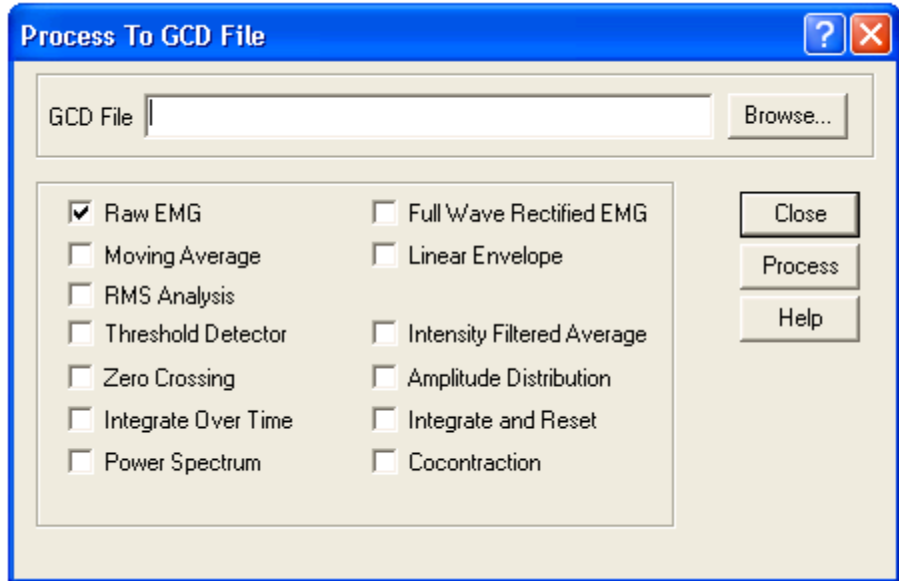 Process To GCD File
GCD File
Browse...
Raw EMG
Full Wave Rectified EMG
Moving Average
Linear Envelope
RMS Analysis
Threshold Detector
Intensity Filtered Average
Zero Crossing
Amplitude Distribution
Integrate Over Time
Integrate and Reset
Power Spectrum
Cocontraction
Close
Process
Help